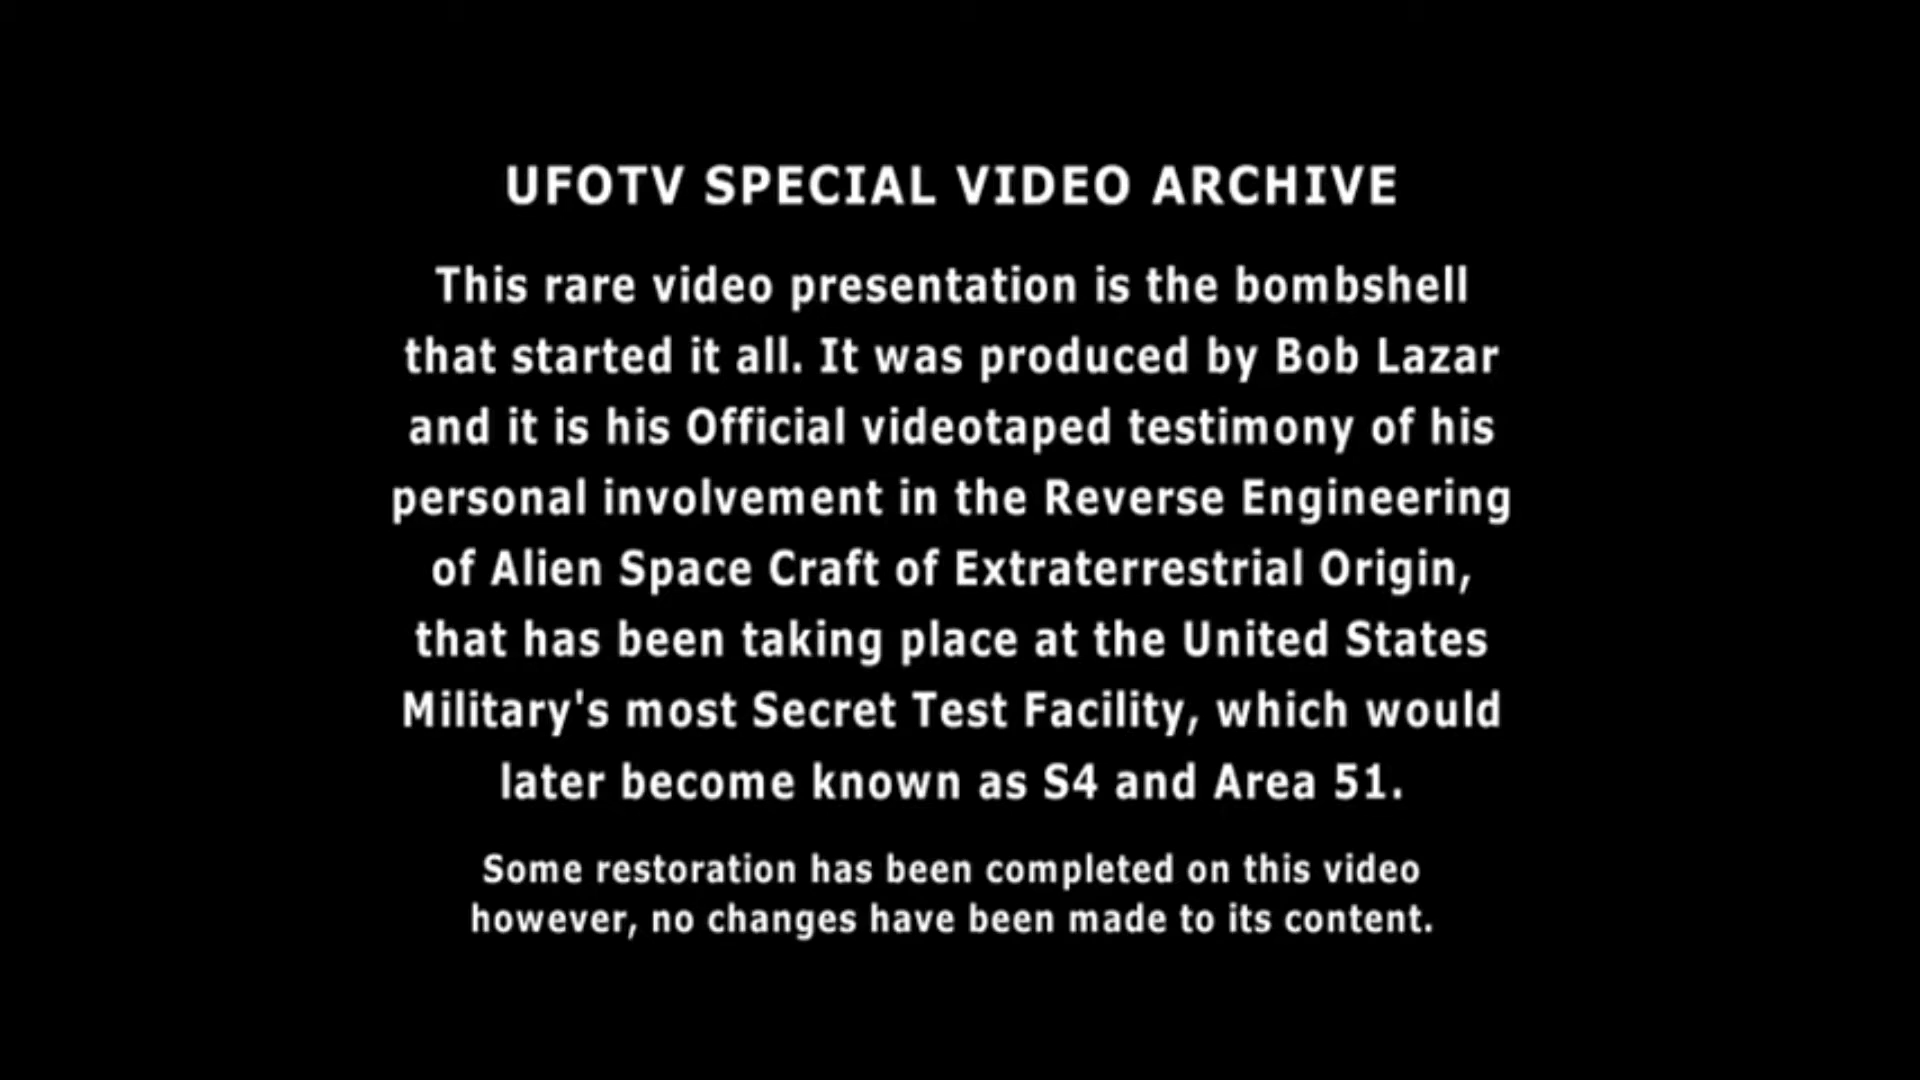 UFOTV SPECIAL VIDEO ARCHIVE
This rare video presentation is the bombshell
that started it all. It was produced by Bob Lazar
and it is his Official videotaped testimony of his
personal involvement in the Reverse Engineering
of Alien Space Craft of Extraterrestrial Origin,
that has been taking place at the United States
Military's most Secret Test Facility, which would
later become known as S4 and Area 51.
Some restoration has been completed on this video
however, no changes have been made to its content.